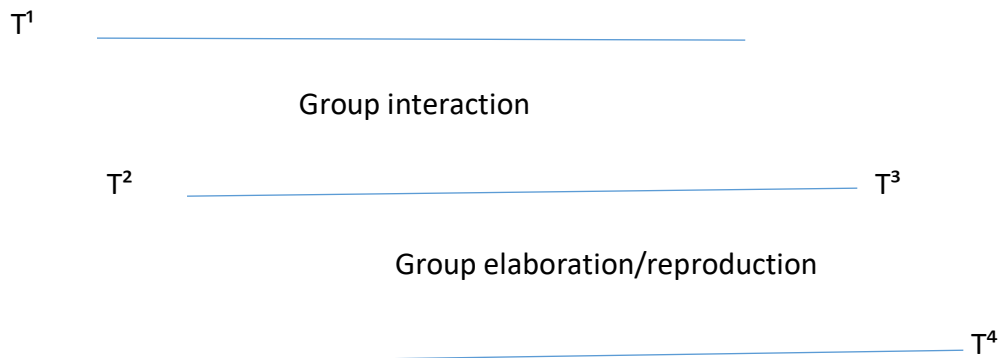 T¹
Group interaction
T² T³
Group elaboration/reproduction
T⁴